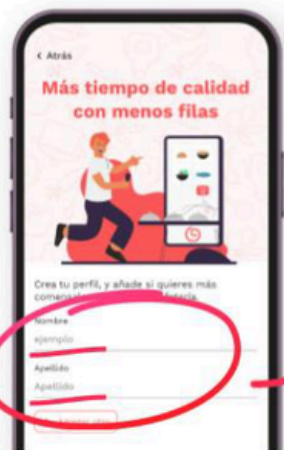 < Atrás
Más tiempo de calidad
con menos filas
Crea tu perfil, y añade si quieres más
Nombre
ejemplo
Apellido
Apellido